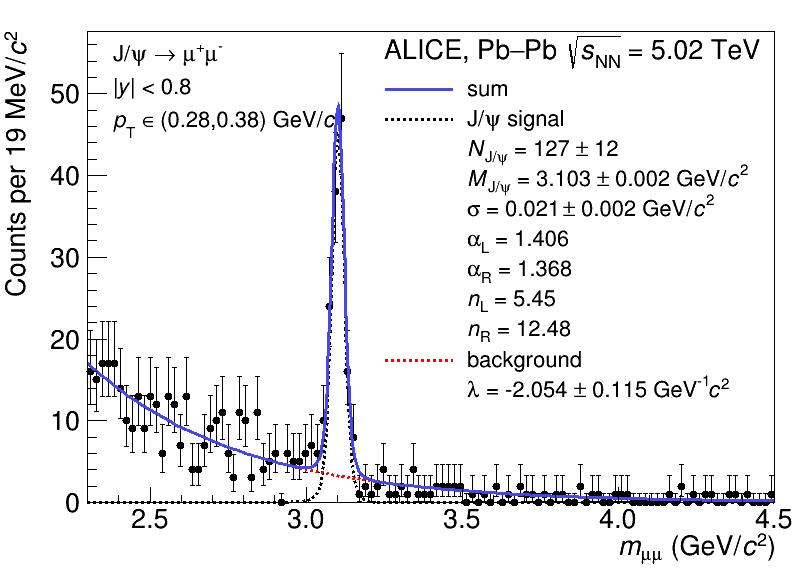 J/ψ → μ⁺μ⁻
|y| < 0.8
p_T ∈ (0.28,0.38) GeV/c
ALICE, Pb–Pb √s_NN = 5.02 TeV
sum
J/ψ signal
N_J/ψ = 127 ± 12
M_J/ψ = 3.103 ± 0.002 GeV/c²
σ = 0.021 ± 0.002 GeV/c²
α_L = 1.406
α_R = 1.368
n_L = 5.45
n_R = 12.48
background
λ = -2.054 ± 0.115 GeV⁻¹c²
Counts per 19 MeV/c²
50
40
30
20
10
0
2.5 3.0 3.5 4.0 4.5
m_μμ (GeV/c²)